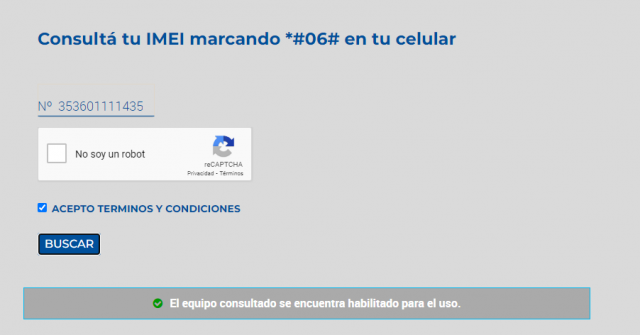 Consultá tu IMEI marcando *#06# en tu celular
Nº 353601111435
No soy un robot
reCAPTCHA
Privacidad - Términos
ACEPTO TERMINOS Y CONDICIONES
BUSCAR
El equipo consultado se encuentra habilitado para el uso.